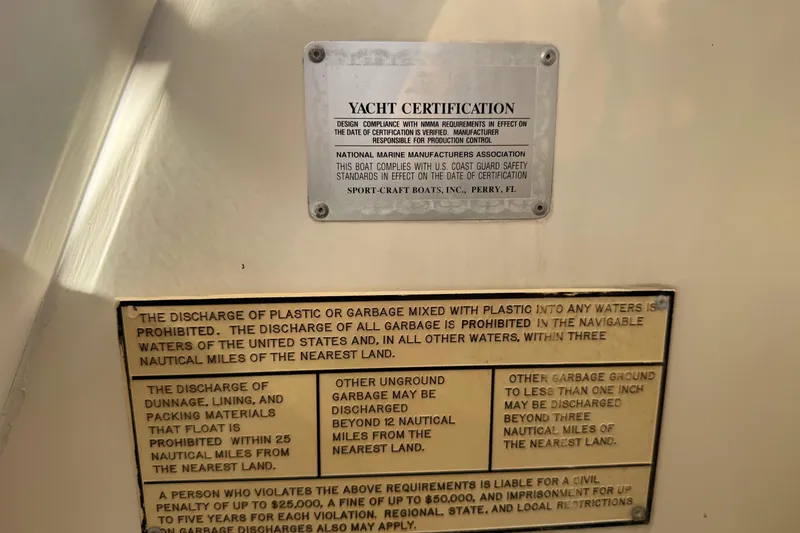 YACHT CERTIFICATION
DESIGN COMPLIANCE WITH NMMA REQUIREMENTS IN EFFECT ON
THE DATE OF CERTIFICATION IS VERIFIED. MANUFACTURER
RESPONSIBLE FOR PRODUCTION CONTROL
NATIONAL MARINE MANUFACTURERS ASSOCIATION
THIS BOAT COMPLIES WITH U.S. COAST GUARD SAFETY
STANDARDS IN EFFECT ON THE DATE OF CERTIFICATION
SPORT-CRAFT BOATS, INC., PERRY, FL
THE DISCHARGE OF PLASTIC OR GARBAGE MIXED WITH PLASTIC INTO ANY WATERS IS
PROHIBITED. THE DISCHARGE OF ALL GARBAGE IS PROHIBITED IN THE NAVIGABLE
WATERS OF THE UNITED STATES AND, IN ALL OTHER WATERS, WITHIN THREE
NAUTICAL MILES OF THE NEAREST LAND.
THE DISCHARGE OF
DUNNAGE, LINING, AND
PACKING MATERIALS
THAT FLOAT IS
PROHIBITED WITHIN 25
NAUTICAL MILES FROM
THE NEAREST LAND.
OTHER UNGROUND
GARBAGE MAY BE
DISCHARGED
BEYOND 12 NAUTICAL
MILES FROM THE
NEAREST LAND.
OTHER GARBAGE GROUND
TO LESS THAN ONE INCH
MAY BE DISCHARGED
BEYOND THREE
NAUTICAL MILES OF
THE NEAREST LAND.
A PERSON WHO VIOLATES THE ABOVE REQUIREMENTS IS LIABLE FOR A CIVIL
PENALTY OF UP TO $25,000, A FINE OF UP TO $50,000, AND IMPRISONMENT FOR UP
TO FIVE YEARS FOR EACH VIOLATION. REGIONAL, STATE, AND LOCAL RESTRICTIONS
ON GARBAGE DISCHARGES ALSO MAY APPLY.